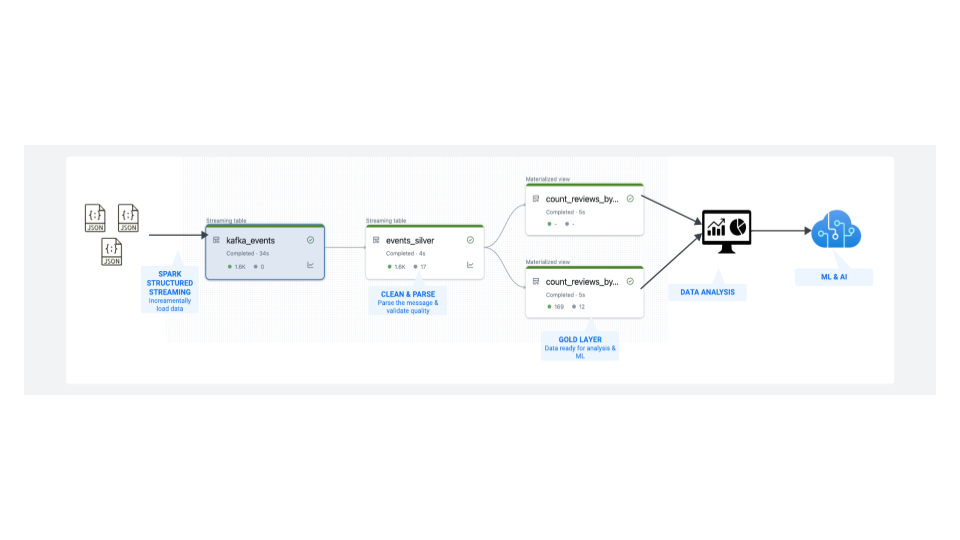 JSON
JSON
JSON
SPARK
STRUCTURED
STREAMING
Increamentally
load data
Streaming table
kafka_events
Completed · 34s
1.6K 0
Streaming table
events_silver
Completed · 4s
1.6K 17
CLEAN & PARSE
Parse the message &
validate quality
Materialized view
count_reviews_by...
Completed · 5s
- -
Materialized view
count_reviews_by...
Completed · 5s
169 12
GOLD LAYER
Data ready for analysis &
ML
DATA ANALYSIS
ML & AI